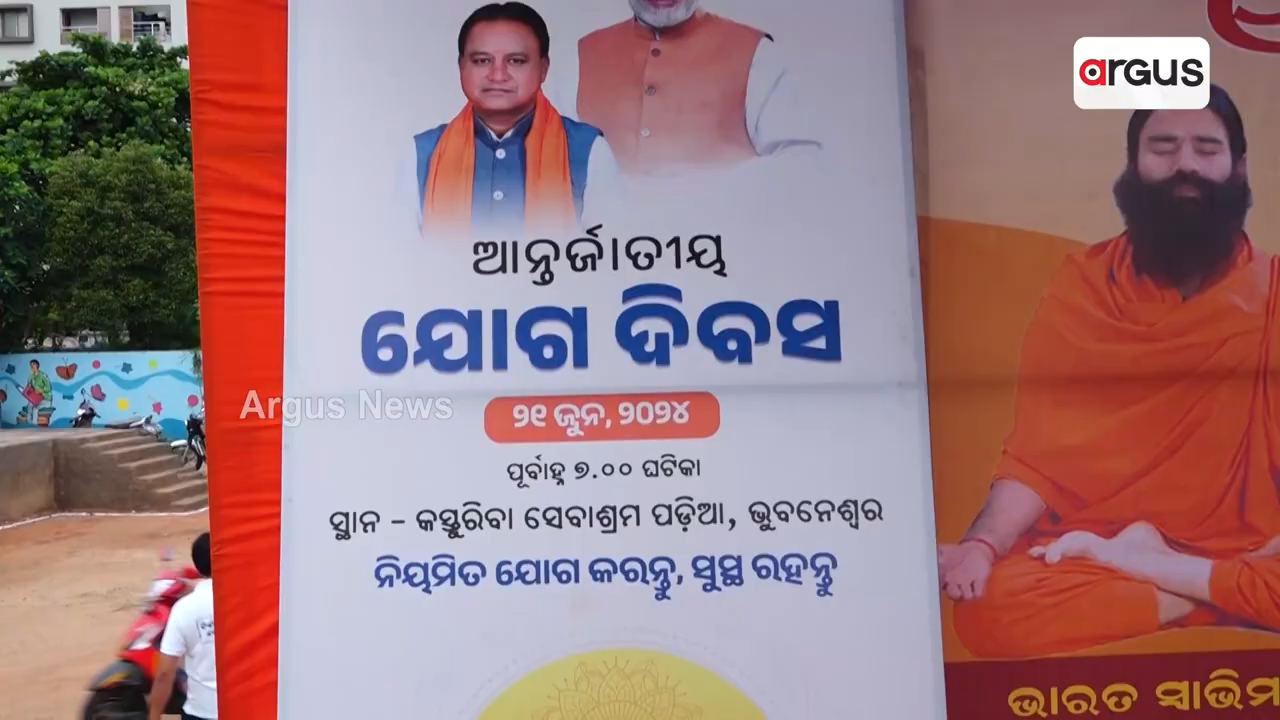 argus
ଆନ୍ତର୍ଜାତୀୟ
ଯୋଗ ଦିବସ
Argus News
୨୧ ଜୁନ, ୨୦୨୪
ପୂର୍ବାହ୍ନ ୭.୦୦ ଘଟିକା
ସ୍ଥାନ – କସ୍ତୁରିବା ସେବାଶ୍ରମ ପଡ଼ିଆ, ଭୁବନେଶ୍ୱର
ନିୟମିତ ଯୋଗ କରନ୍ତୁ, ସୁସ୍ଥ ରହନ୍ତୁ
ଭାରତ